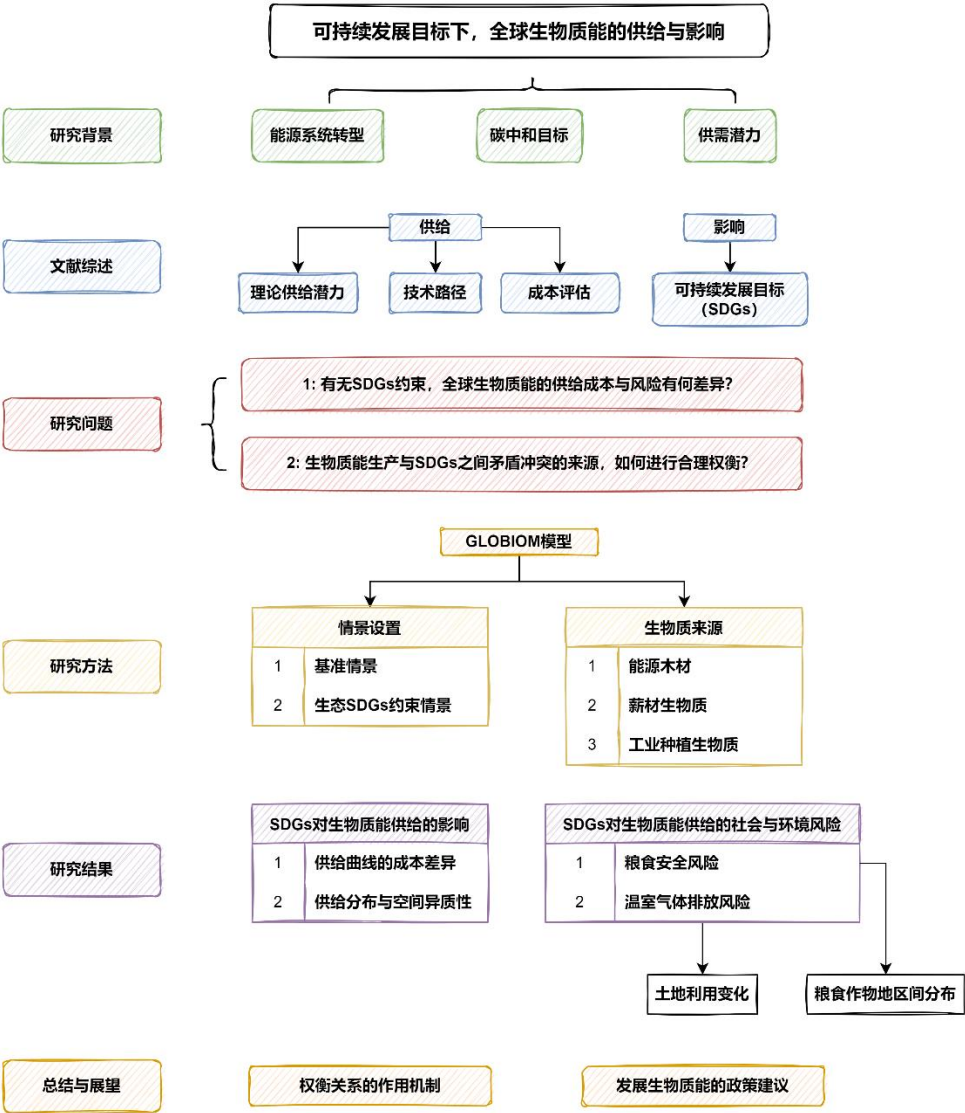 可持续发展目标下，全球生物质能的供给与影响
研究背景
能源系统转型
碳中和目标
供需潜力
文献综述
供给
影响
理论供给潜力
技术路径
成本评估
可持续发展目标
（SDGs）
研究问题
1: 有无SDGs约束，全球生物质能的供给成本与风险有何差异？
2: 生物质能生产与SDGs之间矛盾冲突的来源，如何进行合理权衡？
研究方法
GLOBIOM模型
情景设置
1 基准情景
2 生态SDGs约束情景
生物质来源
1 能源木材
2 薪材生物质
3 工业种植生物质
研究结果
SDGs对生物质能供给的影响
1 供给曲线的成本差异
2 供给分布与空间异质性
SDGs对生物质能供给的社会与环境风险
1 粮食安全风险
2 温室气体排放风险
土地利用变化
粮食作物地区间分布
总结与展望
权衡关系的作用机制
发展生物质能的政策建议